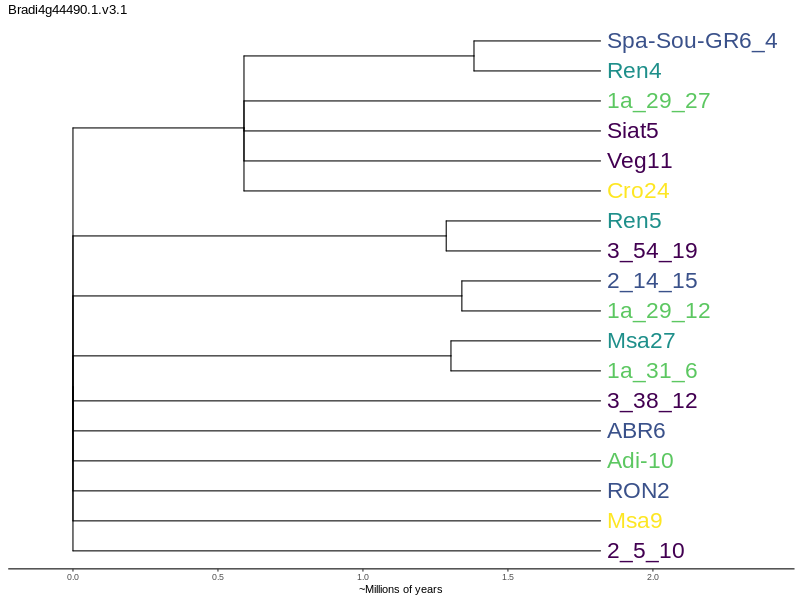 Bradi4g44490.1.v3.1
Spa-Sou-GR6_4
Ren4
1a_29_27
Siat5
Veg11
Cro24
Ren5
3_54_19
2_14_15
1a_29_12
Msa27
1a_31_6
3_38_12
ABR6
Adi-10
RON2
Msa9
2_5_10
0.0 0.5 1.0 1.5 2.0
~Millions of years